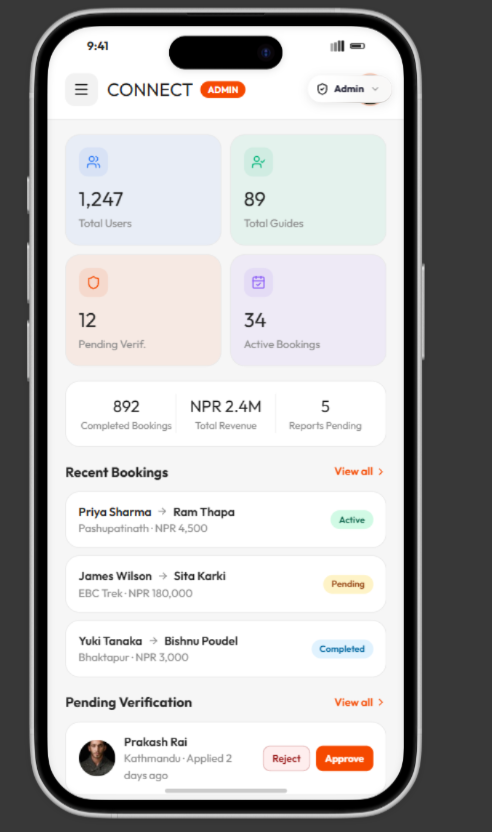 9:41
CONNECT ADMIN Admin
1,247
Total Users
89
Total Guides
12
Pending Verif.
34
Active Bookings
892
Completed Bookings
NPR 2.4M
Total Revenue
5
Reports Pending
Recent Bookings View all >
Priya Sharma → Ram Thapa
Pashupatinath · NPR 4,500
Active
James Wilson → Sita Karki
EBC Trek · NPR 180,000
Pending
Yuki Tanaka → Bishnu Poudel
Bhaktapur · NPR 3,000
Completed
Pending Verification View all >
Prakash Rai
Kathmandu · Applied 2
days ago
Reject Approve